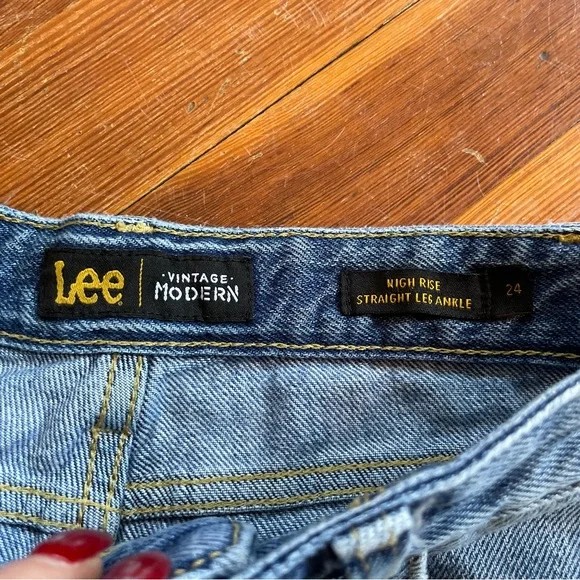 Lee
· VINTAGE ·
MODERN
HIGH RISE
STRAIGHT LEG ANKLE
24